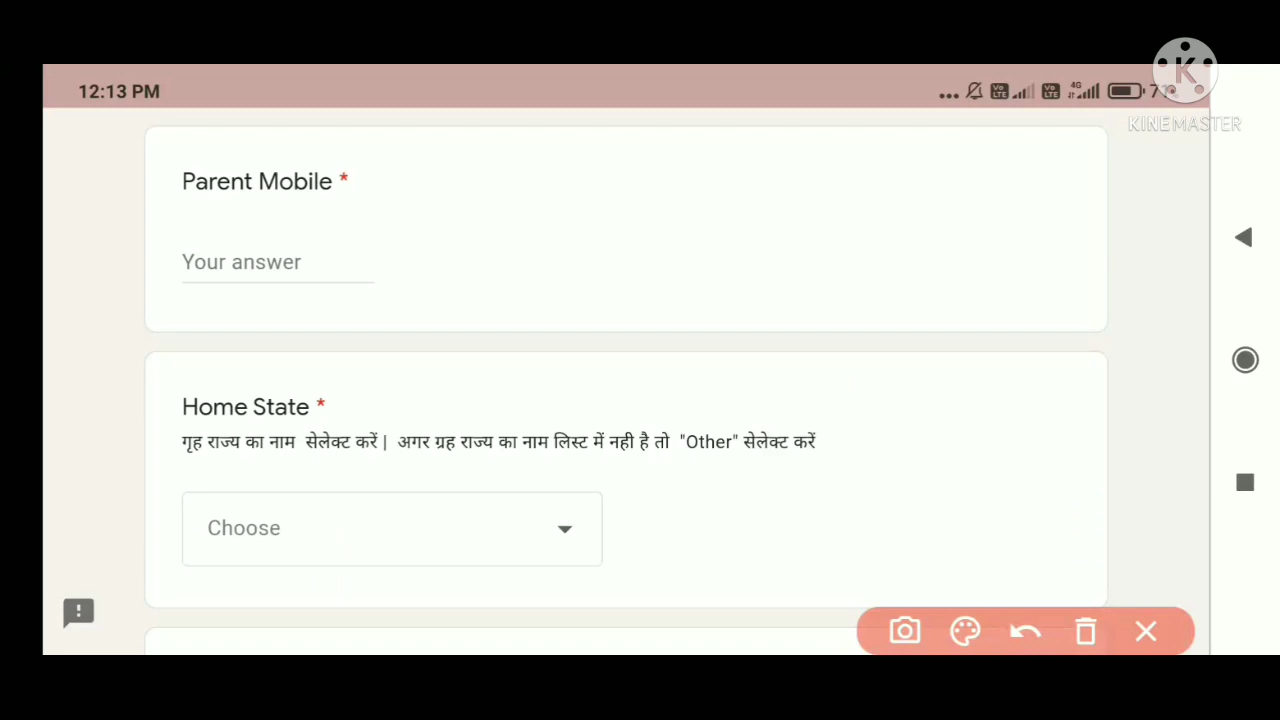 12:13 PM
KINEMASTER
Parent Mobile *
Your answer
Home State *
गृह राज्य का नाम सेलेक्ट करें | अगर ग्रह राज्य का नाम लिस्ट में नही है तो "Other" सेलेक्ट करें
Choose